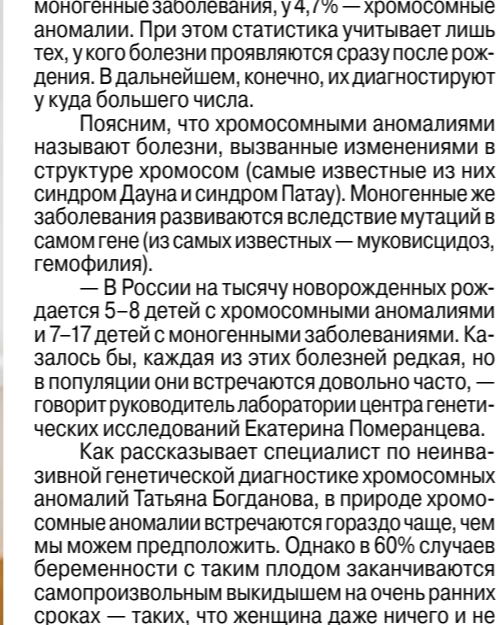 моногенные заболевания, у 4,7% — хромосомные
аномалии. При этом статистика учитывает лишь
тех, у кого болезни проявляются сразу после рож-
дения. В дальнейшем, конечно, их диагностируют
у куда большего числа.
Поясним, что хромосомными аномалиями
называют болезни, вызванные изменениями в
структуре хромосом (самые известные из них
синдром Дауна и синдром Патау). Моногенные же
заболевания развиваются вследствие мутаций в
самом гене (из самых известных — муковисцидоз,
гемофилия).
— В России на тысячу новорожденных рож-
дается 5–8 детей с хромосомными аномалиями
и 7–17 детей с моногенными заболеваниями. Ка-
залось бы, каждая из этих болезней редкая, но
в популяции они встречаются довольно часто, —
говорит руководитель лаборатории центра генети-
ческих исследований Екатерина Померанцева.
Как рассказывает специалист по неинва-
зивной генетической диагностике хромосомных
аномалий Татьяна Богданова, в природе хромо-
сомные аномалии встречаются гораздо чаще, чем
мы можем предположить. Однако в 60% случаев
беременности с таким плодом заканчиваются
самопроизвольным выкидышем на очень ранних
сроках — таких, что женщина даже ничего и не